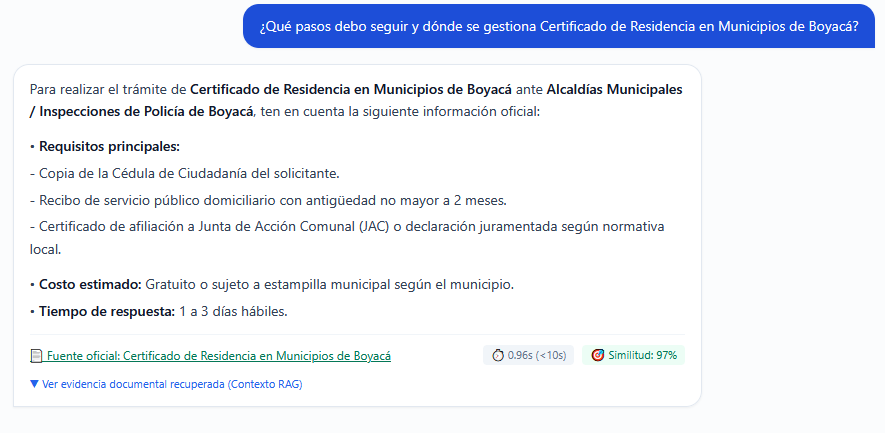 ¿Qué pasos debo seguir y dónde se gestiona Certificado de Residencia en Municipios de Boyacá?
Para realizar el trámite de Certificado de Residencia en Municipios de Boyacá ante Alcaldías Municipales
/ Inspecciones de Policía de Boyacá, ten en cuenta la siguiente información oficial:
• Requisitos principales:
- Copia de la Cédula de Ciudadanía del solicitante.
- Recibo de servicio público domiciliario con antigüedad no mayor a 2 meses.
- Certificado de afiliación a Junta de Acción Comunal (JAC) o declaración juramentada según normativa
local.
• Costo estimado: Gratuito o sujeto a estampilla municipal según el municipio.
• Tiempo de respuesta: 1 a 3 días hábiles.
Fuente oficial: Certificado de Residencia en Municipios de Boyacá
0.96s (<10s)
Similitud: 97%
▼ Ver evidencia documental recuperada (Contexto RAG)